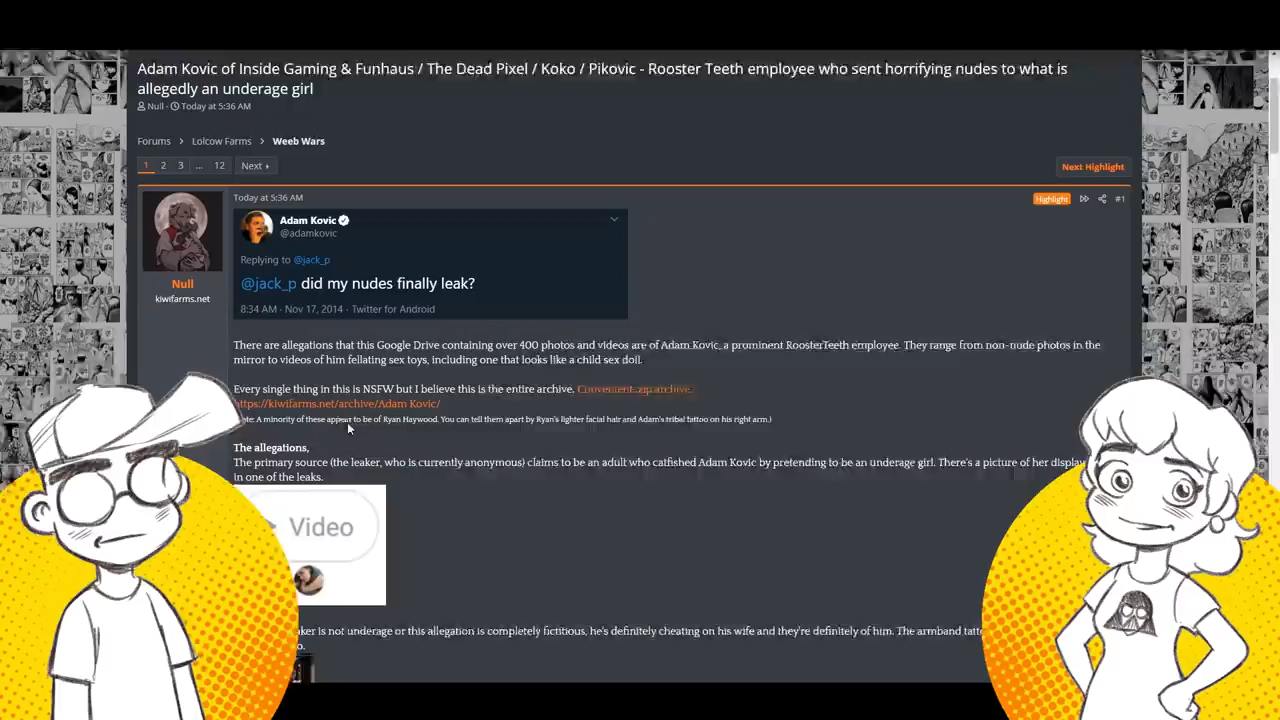 Adam Kovic of Inside Gaming & Funhaus / The Dead Pixel / Koko / Pikovic - Rooster Teeth employee who sent horrifying nudes to what is
allegedly an underage girl
Null · Today at 5:36 AM
Forums > Lolcow Farms > Weeb Wars
1 2 3 ... 12 Next
Next Highlight
Today at 5:36 AM
Highlight #1
Adam Kovic
@adamkovic
Replying to @jack_p
@jack_p did my nudes finally leak?
8:34 AM · Nov 17, 2014 · Twitter for Android
Null
kiwifarms.net
There are allegations that this Google Drive containing over 400 photos and videos are of Adam Kovic, a prominent RoosterTeeth employee. They range from non-nude photos in the
mirror to videos of him fellating sex toys, including one that looks like a child sex doll.
Every single thing in this is NSFW but I believe this is the entire archive. Convenient .zip archive.
https://kiwifarms.net/archive/Adam Kovic/
A minority of these appear to be of Ryan Haywood. You can tell them apart by Ryan's lighter facial hair and Adam's tribal tattoo on his right arm.)
The allegations,
The primary source (the leaker, who is currently anonymous) claims to be an adult who catfished Adam Kovic by pretending to be an underage girl. There's a picture of her display
in one of the leaks.
Video
is not underage or this allegation is completely fictitious, he's definitely cheating on his wife and they're definitely of him. The armband